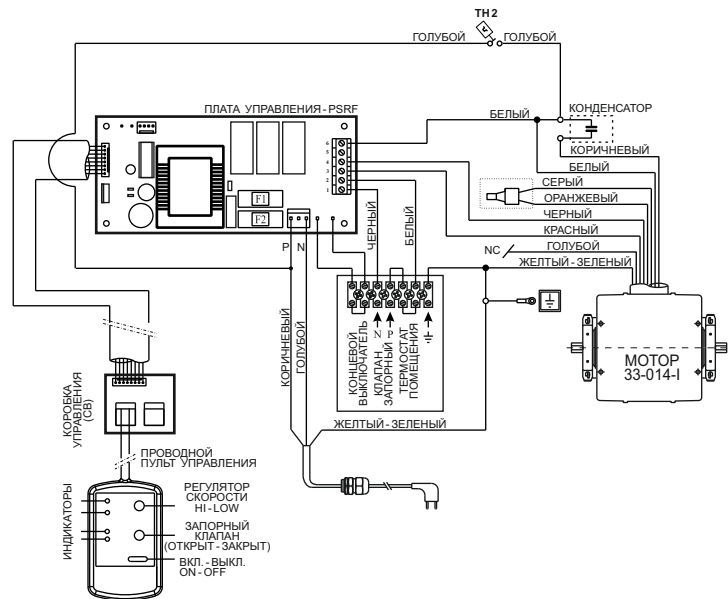 TH2
ГОЛУБОЙ
ГОЛУБОЙ
ПЛАТА УПРАВЛЕНИЯ-PSRF
БЕЛЫЙ
КОНДЕНСАТОР
6
5
4
3
2
1
F1
F2
КОРИЧНЕВЫЙ
БЕЛЫЙ
СЕРЫЙ
ОРАНЖЕВЫЙ
ЧЕРНЫЙ
КРАСНЫЙ
ГОЛУБОЙ
NC
ЖЕЛТЫЙ-ЗЕЛЕНЫЙ
P N
ЧЕРНЫЙ
БЕЛЫЙ
КОРИЧНЕВЫЙ
ГОЛУБОЙ
N P
КОНЦЕВОЙ
ВЫКЛЮЧАТЕЛЬ
КЛАПАН
ЗАПОРНЫЙ
ТЕРМОСТАТ
ПОМЕЩЕНИЯ
МОТОР
33-014-I
ЖЕЛТЫЙ-ЗЕЛЕНЫЙ
КОРОБКА
УПРАВЛЕНИЯ
(CB)
ПРОВОДНОЙ
ПУЛЬТ УПРАВЛЕНИЯ
ИНДИКАТОРЫ
РЕГУЛЯТОР
СКОРОСТИ
HI-LOW
ЗАПОРНЫЙ
КЛАПАН
(ОТКРЫТ-ЗАКРЫТ)
ВКЛ.-ВЫКЛ.
ON-OFF